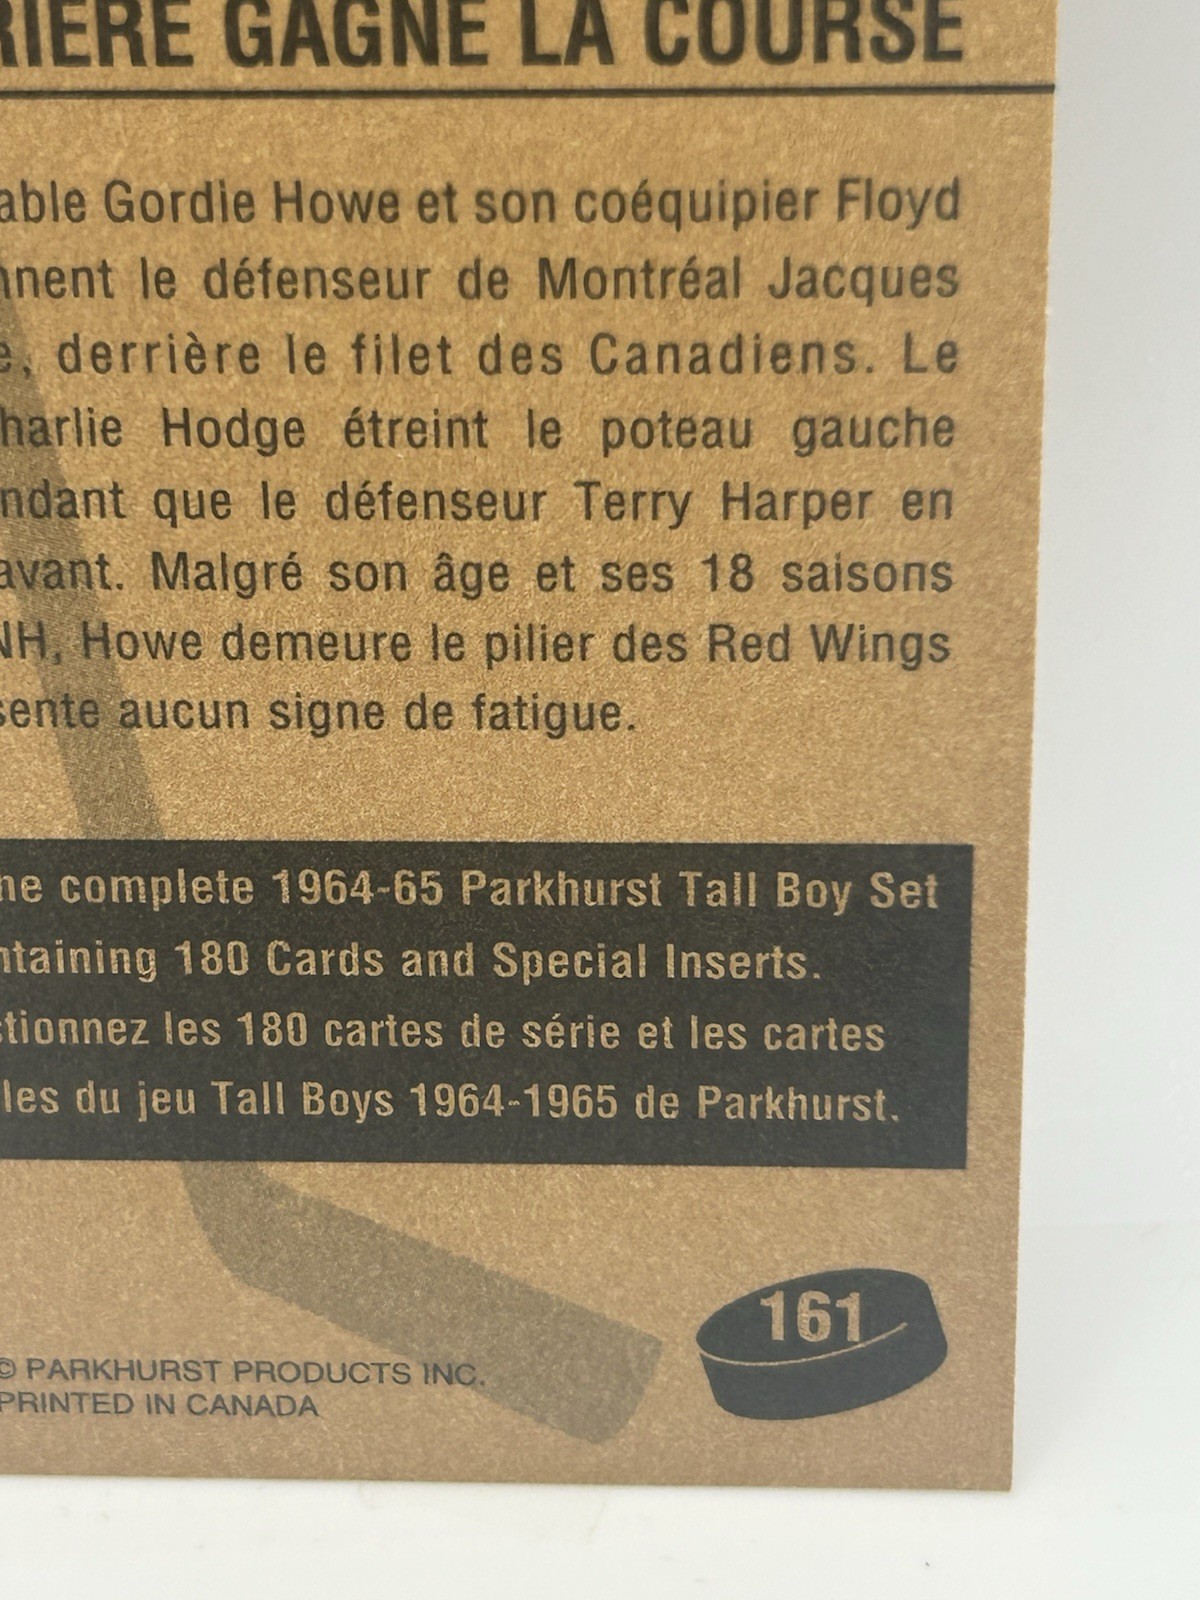 RIÈRE GAGNE LA COURSE
able Gordie Howe et son coéquipier Floyd
nnent le défenseur de Montréal Jacques
e, derrière le filet des Canadiens. Le
harlie Hodge étreint le poteau gauche
ndant que le défenseur Terry Harper en
avant. Malgré son âge et ses 18 saisons
NH, Howe demeure le pilier des Red Wings
sente aucun signe de fatigue.
he complete 1964-65 Parkhurst Tall Boy Set
ntaining 180 Cards and Special Inserts.
ctionnez les 180 cartes de série et les cartes
les du jeu Tall Boys 1964-1965 de Parkhurst.
161
© PARKHURST PRODUCTS INC.
PRINTED IN CANADA